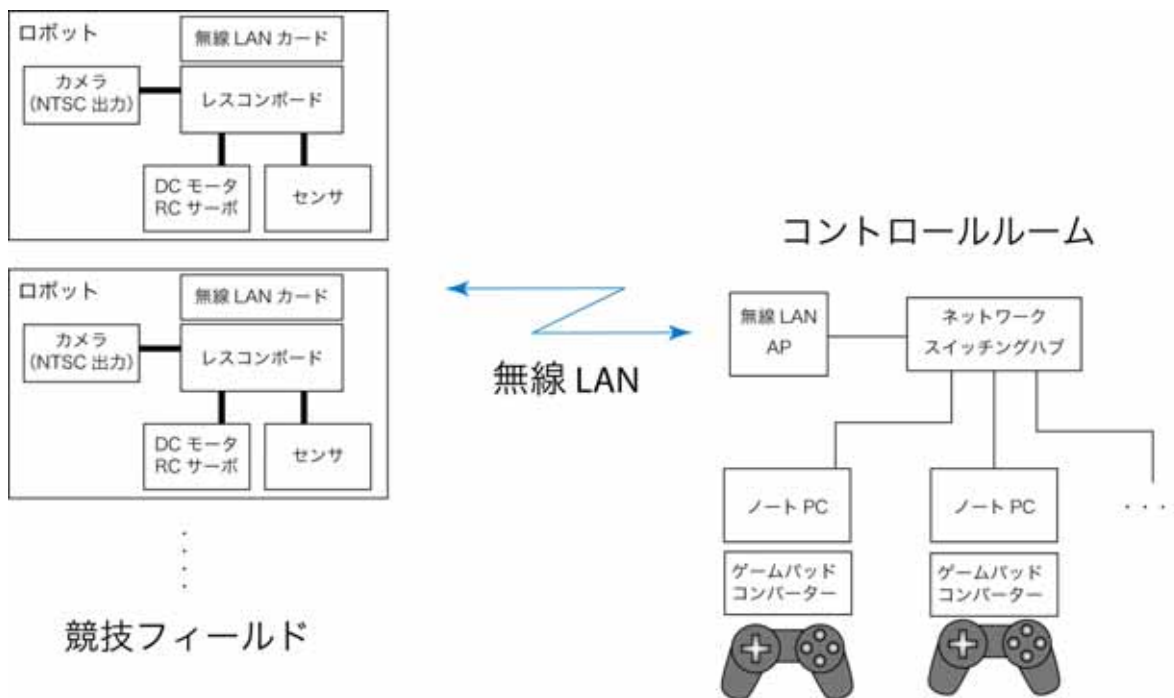 ロボット
無線 LAN カード
カメラ
(NTSC 出力)
レスコンボード
DC モータ
RC サーボ
センサ
ロボット
無線 LAN カード
カメラ
(NTSC 出力)
レスコンボード
DC モータ
RC サーボ
センサ
競技フィールド
無線 LAN
コントロールルーム
無線 LAN
AP
ネットワーク
スイッチングハブ
ノート PC
ノート PC
・・・
ゲームパッド
コンバーター
ゲームパッド
コンバーター